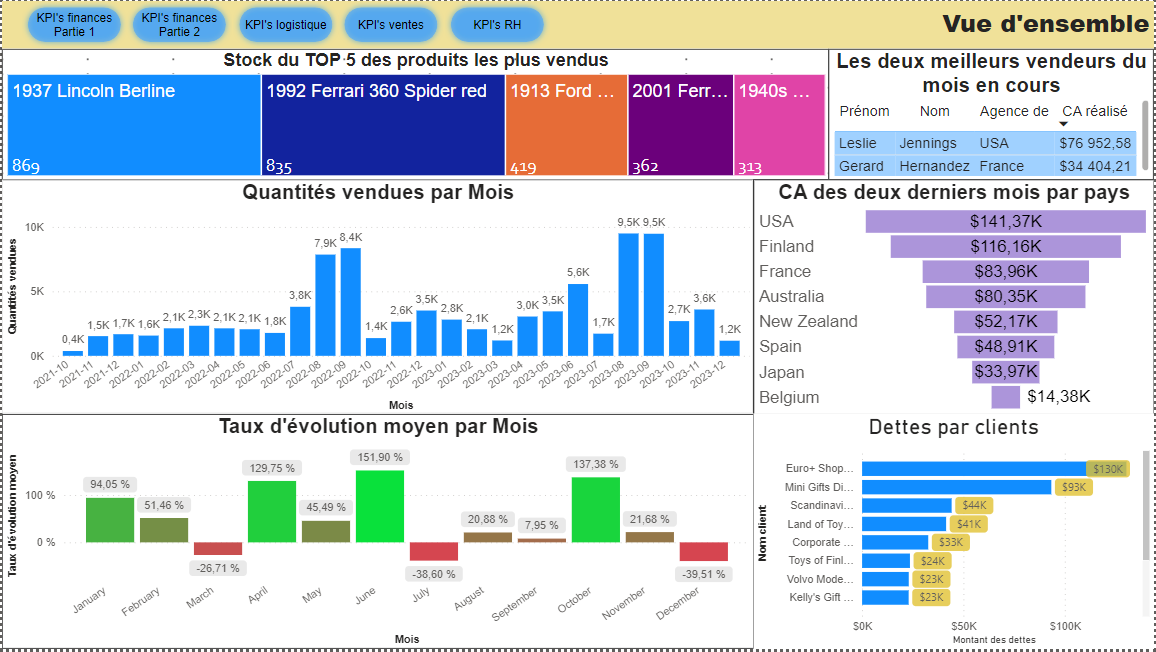 KPI's finances
Partie 1
KPI's finances
Partie 2
KPI's logistique
KPI's ventes
KPI's RH
Vue d'ensemble
Stock du TOP 5 des produits les plus vendus
1937 Lincoln Berline
869
1992 Ferrari 360 Spider red
835
1913 Ford ...
419
2001 Ferr...
362
1940s ...
313
Les deux meilleurs vendeurs du
mois en cours
Prénom Nom Agence de CA réalisé
Leslie Jennings USA $76 952,58
Gerard Hernandez France $34 404,21
Quantités vendues par Mois
Quantités vendues
10K
5K
0K
0,4K 1,5K 1,7K 1,6K 2,1K 2,3K 2,1K 2,1K 1,8K 3,8K 7,9K 8,4K 1,4K 2,6K 3,5K 2,8K 2,1K 1,2K 3,0K 3,5K 5,6K 1,7K 9,5K 9,5K 2,7K 3,6K 1,2K
2021-10 2021-11 2021-12 2022-01 2022-02 2022-03 2022-04 2022-05 2022-06 2022-07 2022-08 2022-09 2022-10 2022-11 2022-12 2023-01 2023-02 2023-03 2023-04 2023-05 2023-06 2023-07 2023-08 2023-09 2023-10 2023-11 2023-12
Mois
CA des deux derniers mois par pays
USA $141,37K
Finland $116,16K
France $83,96K
Australia $80,35K
New Zealand $52,17K
Spain $48,91K
Japan $33,97K
Belgium $14,38K
Taux d'évolution moyen par Mois
Taux d'évolution moyen
100 %
0 %
94,05 % 51,46 % -26,71 % 129,75 % 45,49 % 151,90 % -38,60 % 20,88 % 7,95 % 137,38 % 21,68 % -39,51 %
January February March April May June July August September October November December
Mois
Dettes par clients
Nom client
Euro+ Shop... $130K
Mini Gifts Di... $93K
Scandinavi... $44K
Land of Toy... $41K
Corporate ... $33K
Toys of Finl... $24K
Volvo Mode... $23K
Kelly's Gift ... $23K
$0K $50K $100K
Montant des dettes